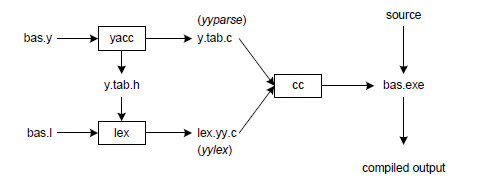 source
(yyparse)
bas.y
yacc
y.tab.c
y.tab.h
cc
bas.exe
bas.l
lex
lex.yy.c
(yylex)
compiled output